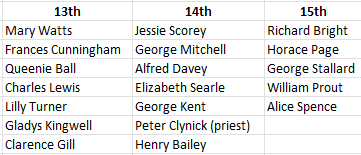 13th 14th 15th
Mary Watts Jessie Scorey Richard Bright
Frances Cunningham George Mitchell Horace Page
Queenie Ball Alfred Davey George Stallard
Charles Lewis Elizabeth Searle William Prout
Lilly Turner George Kent Alice Spence
Gladys Kingwell Peter Clynick (priest)
Clarence Gill Henry Bailey